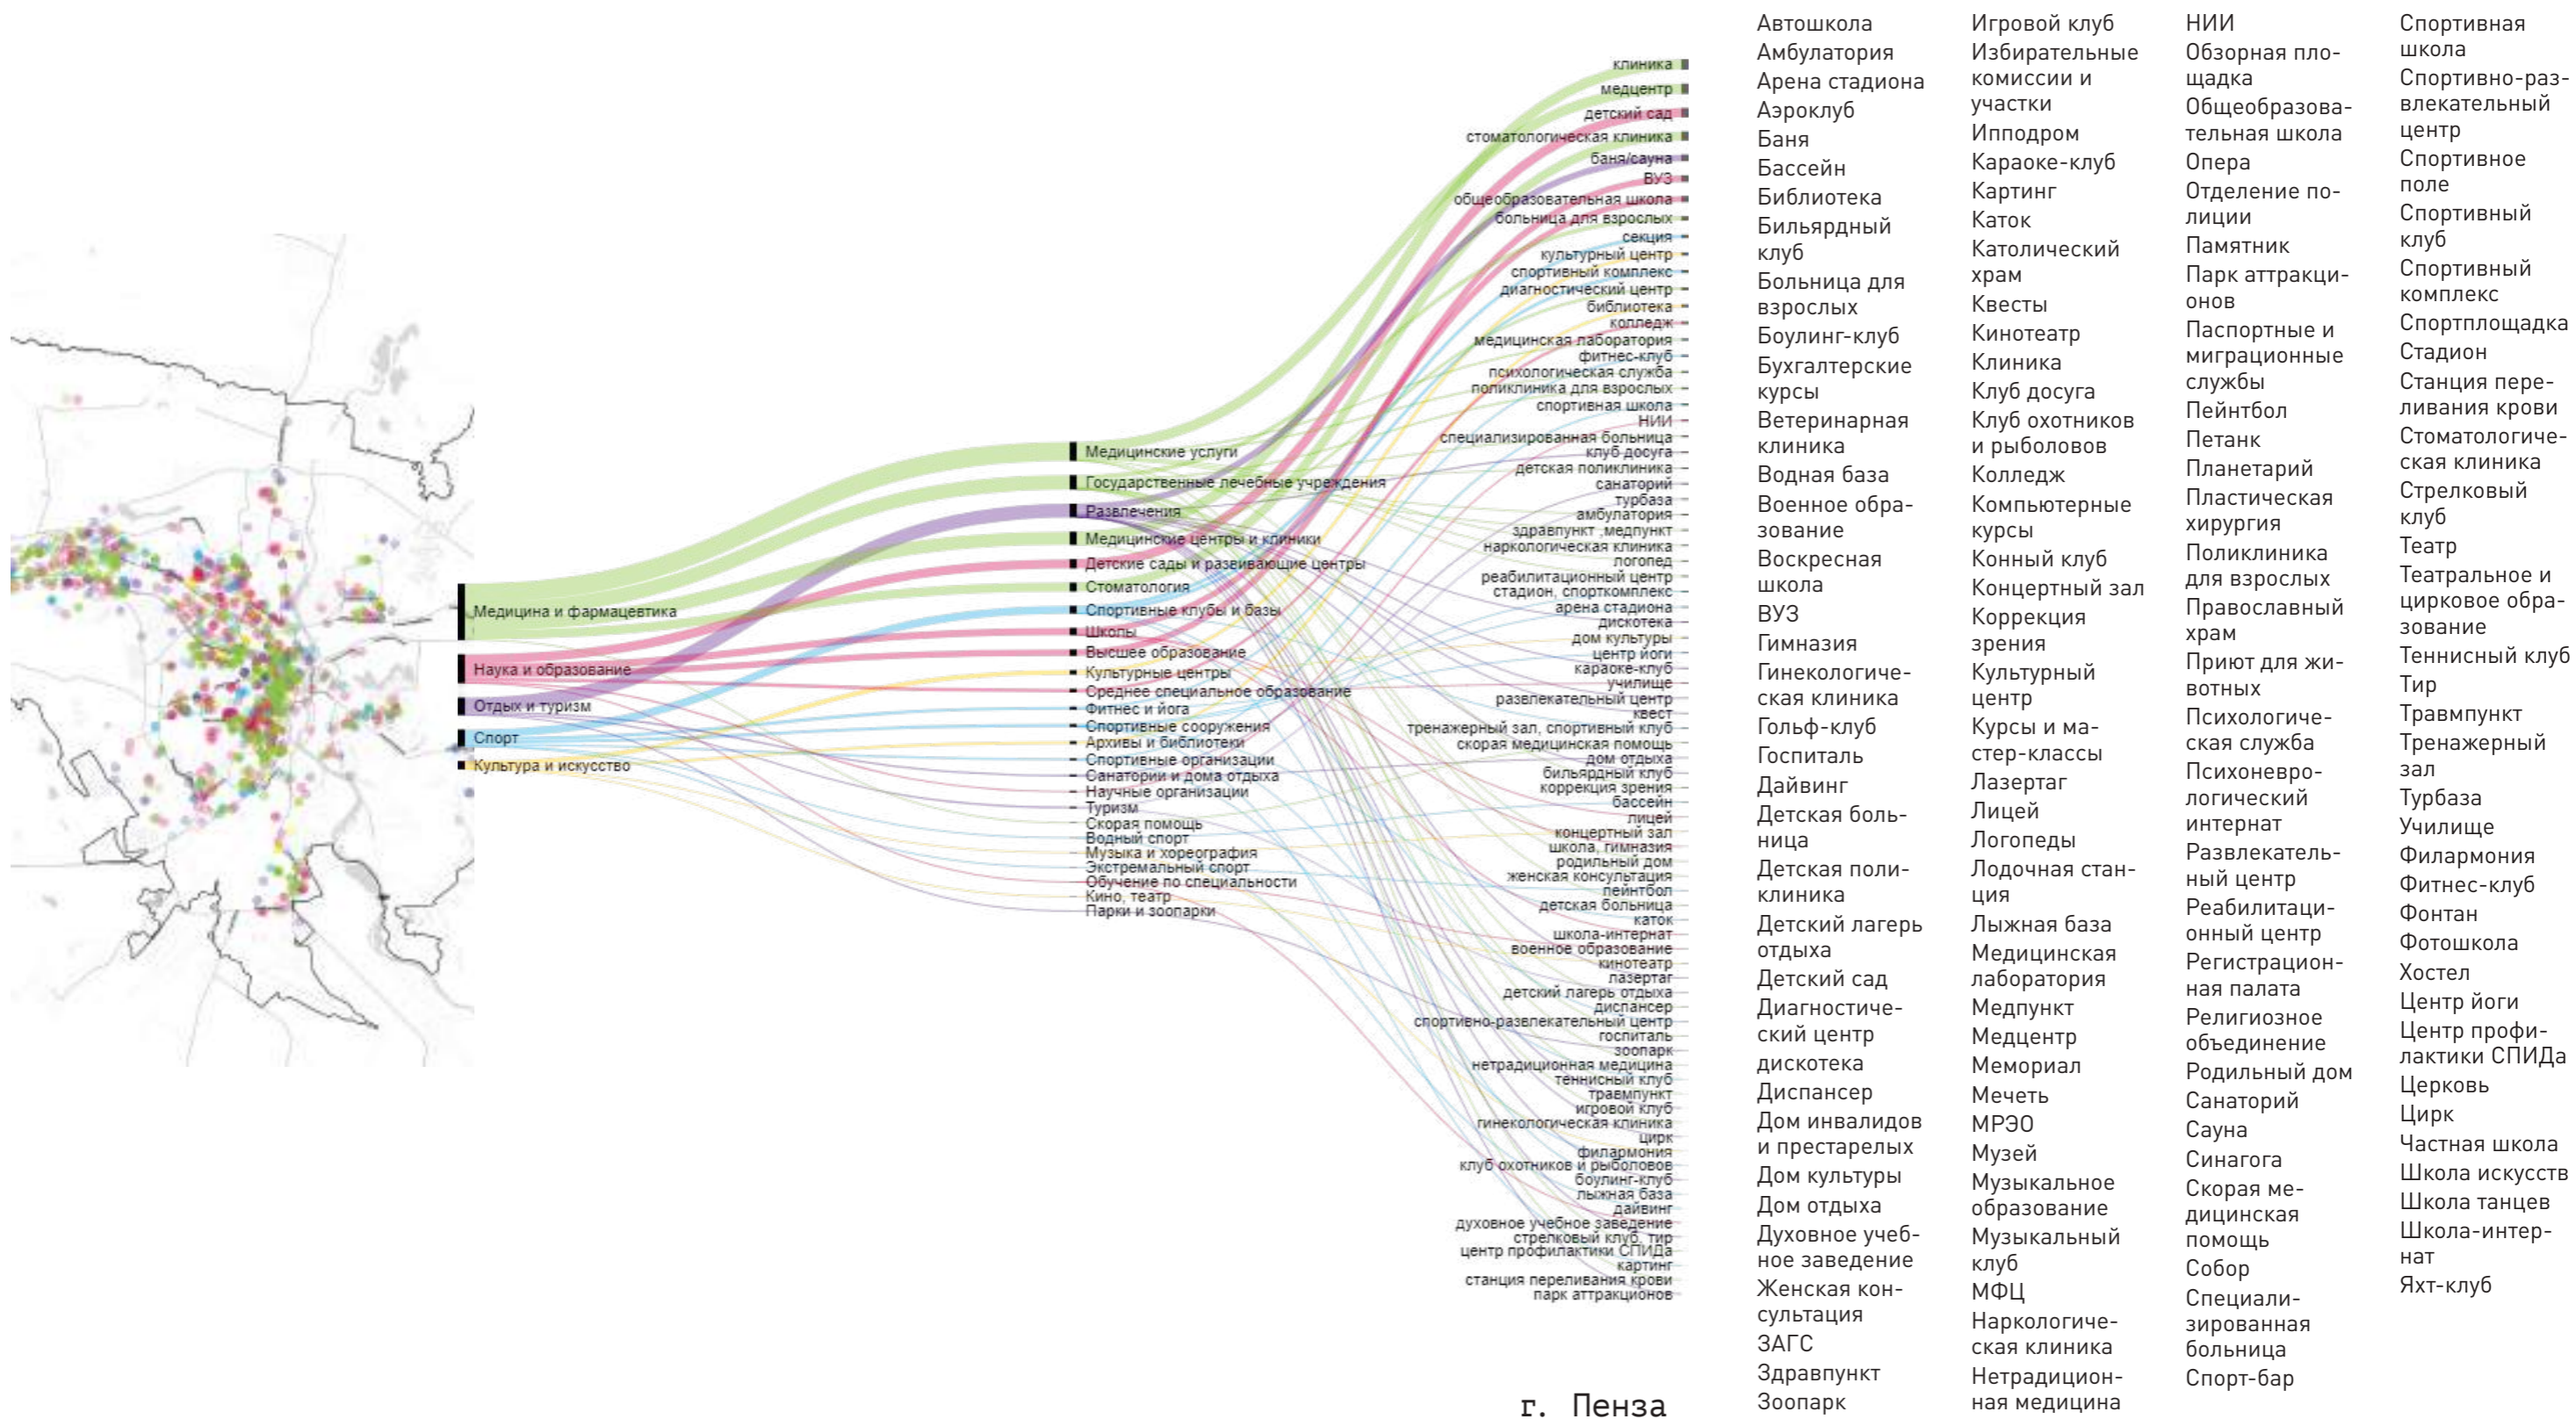 Медицина и фармацевтика
Наука и образование
Отдых и туризм
Спорт
Культура и искусство
Медицинские услуги
Государственные лечебные учреждения
Развлечения
Медицинские центры и клиники
Детские сады и развивающие центры
Стоматология
Спортивные клубы и базы
Школы
Высшее образование
Культурные центры
Среднее специальное образование
Фитнес и йога
Спортивные сооружения
Архивы и библиотеки
Спортивные организации
Санатории и дома отдыха
Научные организации
Туризм
Скорая помощь
Водный спорт
Музыка и хореография
Экстремальный спорт
Обучение по специальности
Кино, театр
Парки и зоопарки
клиника
медцентр
детский сад
стоматологическая клиника
баня/сауна
ВУЗ
общеобразовательная школа
больница для взрослых
секция
культурный центр
спортивный комплекс
диагностический центр
библиотека
колледж
медицинская лаборатория
фитнес-клуб
психологическая служба
поликлиника для взрослых
спортивная школа
НИИ
специализированная больница
клуб досуга
детская поликлиника
санаторий
турбаза
амбулатория
здравпункт ,медпункт
наркологическая клиника
логопед
реабилитационный центр
стадион, спорткомплекс
арена стадиона
дискотека
дом культуры
центр йоги
караоке-клуб
училище
развлекательный центр
квест
тренажерный зал, спортивный клуб
скорая медицинская помощь
дом отдыха
бильярдный клуб
коррекция зрения
бассейн
лицей
концертный зал
школа, гимназия
родильный дом
женская консультация
пейнтбол
детская больница
каток
школа-интернат
военное образование
кинотеатр
лазертаг
детский лагерь отдыха
диспансер
спортивно-развлекательный центр
госпиталь
зоопарк
нетрадиционная медицина
теннисный клуб
травмпункт
игровой клуб
гинекологическая клиника
цирк
филармония
клуб охотников и рыболовов
боулинг-клуб
лыжная база
дайвинг
духовное учебное заведение
стрелковый клуб, тир
центр профилактики СПИДа
картинг
станция переливания крови
парк аттракционов
г. Пенза
Автошкола
Амбулатория
Арена стадиона
Аэроклуб
Баня
Бассейн
Библиотека
Бильярдный
клуб
Больница для
взрослых
Боулинг-клуб
Бухгалтерские
курсы
Ветеринарная
клиника
Водная база
Военное обра-
зование
Воскресная
школа
ВУЗ
Гимназия
Гинекологиче-
ская клиника
Гольф-клуб
Госпиталь
Дайвинг
Детская боль-
ница
Детская поли-
клиника
Детский лагерь
отдыха
Детский сад
Диагностиче-
ский центр
дискотека
Диспансер
Дом инвалидов
и престарелых
Дом культуры
Дом отдыха
Духовное учеб-
ное заведение
Женская кон-
сультация
ЗАГС
Здравпункт
Зоопарк
Игровой клуб
Избирательные
комиссии и
участки
Ипподром
Караоке-клуб
Картинг
Каток
Католический
храм
Квесты
Кинотеатр
Клиника
Клуб досуга
Клуб охотников
и рыболовов
Колледж
Компьютерные
курсы
Конный клуб
Концертный зал
Коррекция
зрения
Культурный
центр
Курсы и ма-
стер-классы
Лазертаг
Лицей
Логопеды
Лодочная стан-
ция
Лыжная база
Медицинская
лаборатория
Медпункт
Медцентр
Мемориал
Мечеть
МРЭО
Музей
Музыкальное
образование
Музыкальный
клуб
МФЦ
Наркологиче-
ская клиника
Нетрадицион-
ная медицина
НИИ
Обзорная пло-
щадка
Общеобразова-
тельная школа
Опера
Отделение по-
лиции
Памятник
Парк аттракци-
онов
Паспортные и
миграционные
службы
Пейнтбол
Петанк
Планетарий
Пластическая
хирургия
Поликлиника
для взрослых
Православный
храм
Приют для жи-
вотных
Психологиче-
ская служба
Психоневро-
логический
интернат
Развлекатель-
ный центр
Реабилитаци-
онный центр
Регистрацион-
ная палата
Религиозное
объединение
Родильный дом
Санаторий
Сауна
Синагога
Скорая ме-
дицинская
помощь
Собор
Специали-
зированная
больница
Спорт-бар
Спортивная
школа
Спортивно-раз-
влекательный
центр
Спортивное
поле
Спортивный
клуб
Спортивный
комплекс
Спортплощадка
Стадион
Станция пере-
ливания крови
Стоматологиче-
ская клиника
Стрелковый
клуб
Театр
Театральное и
цирковое обра-
зование
Теннисный клуб
Тир
Травмпункт
Тренажерный
зал
Турбаза
Училище
Филармония
Фитнес-клуб
Фонтан
Фотошкола
Хостел
Центр йоги
Центр профи-
лактики СПИДа
Церковь
Цирк
Частная школа
Школа искусств
Школа танцев
Школа-интер-
нат
Яхт-клуб